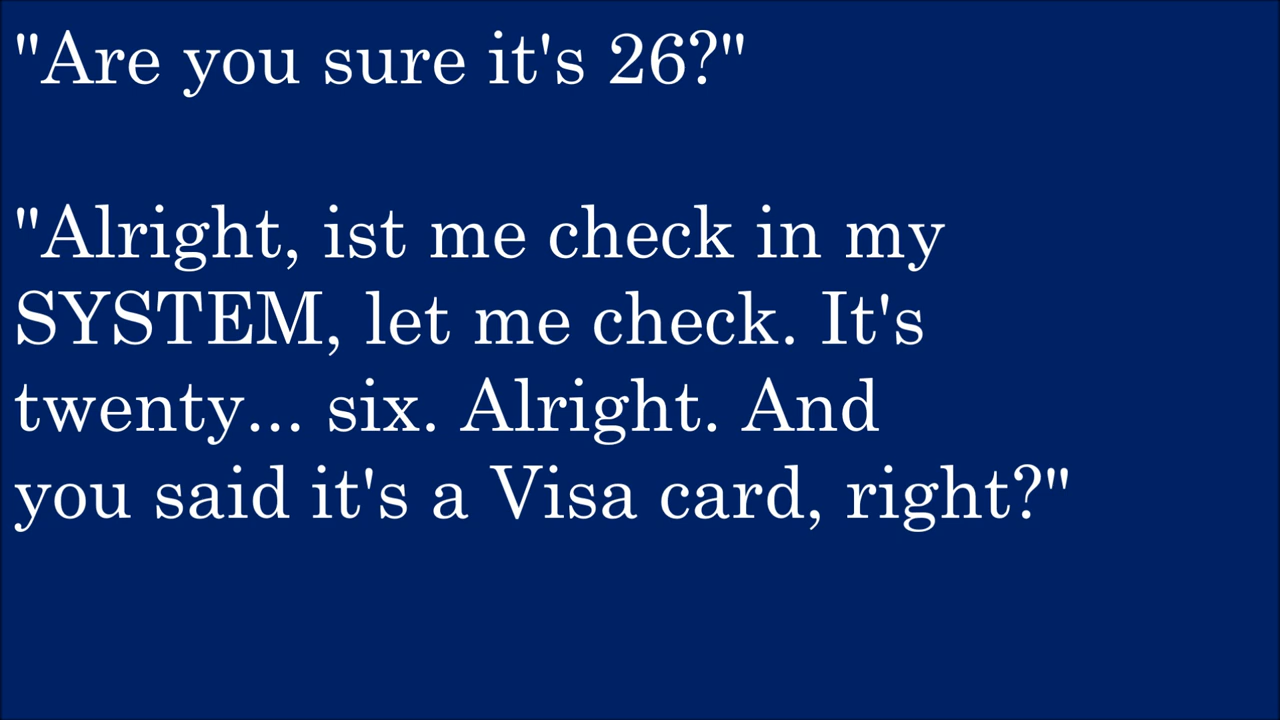 "Are you sure it's 26?"
"Alright, ist me check in my
SYSTEM, let me check. It's
twenty... six. Alright. And
you said it's a Visa card, right?"